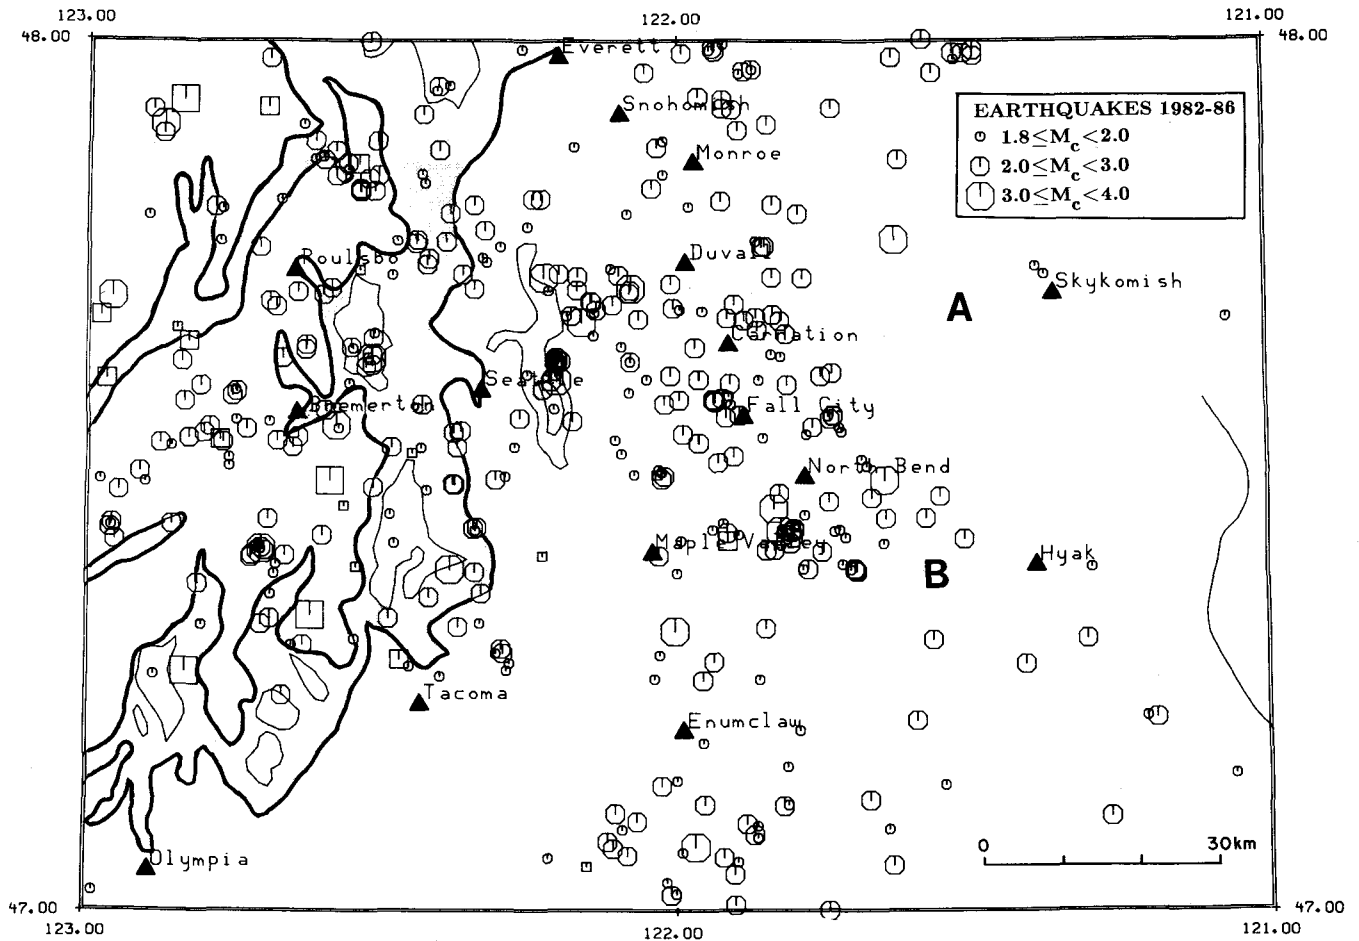 123.00
122.00
121.00
48.00
48.00
Everett
EARTHQUAKES 1982-86
1.8≤Mc<2.0
2.0≤Mc<3.0
3.0≤Mc<4.0
Snohomish
Monroe
Duvall
Poulsbo
Skykomish
A
Carnation
Seattle
Bremerton
Fall City
North Bend
Maple Valley
Hyak
B
Tacoma
Enumclaw
0
30km
Olympia
47.00
47.00
123.00
122.00
121.00